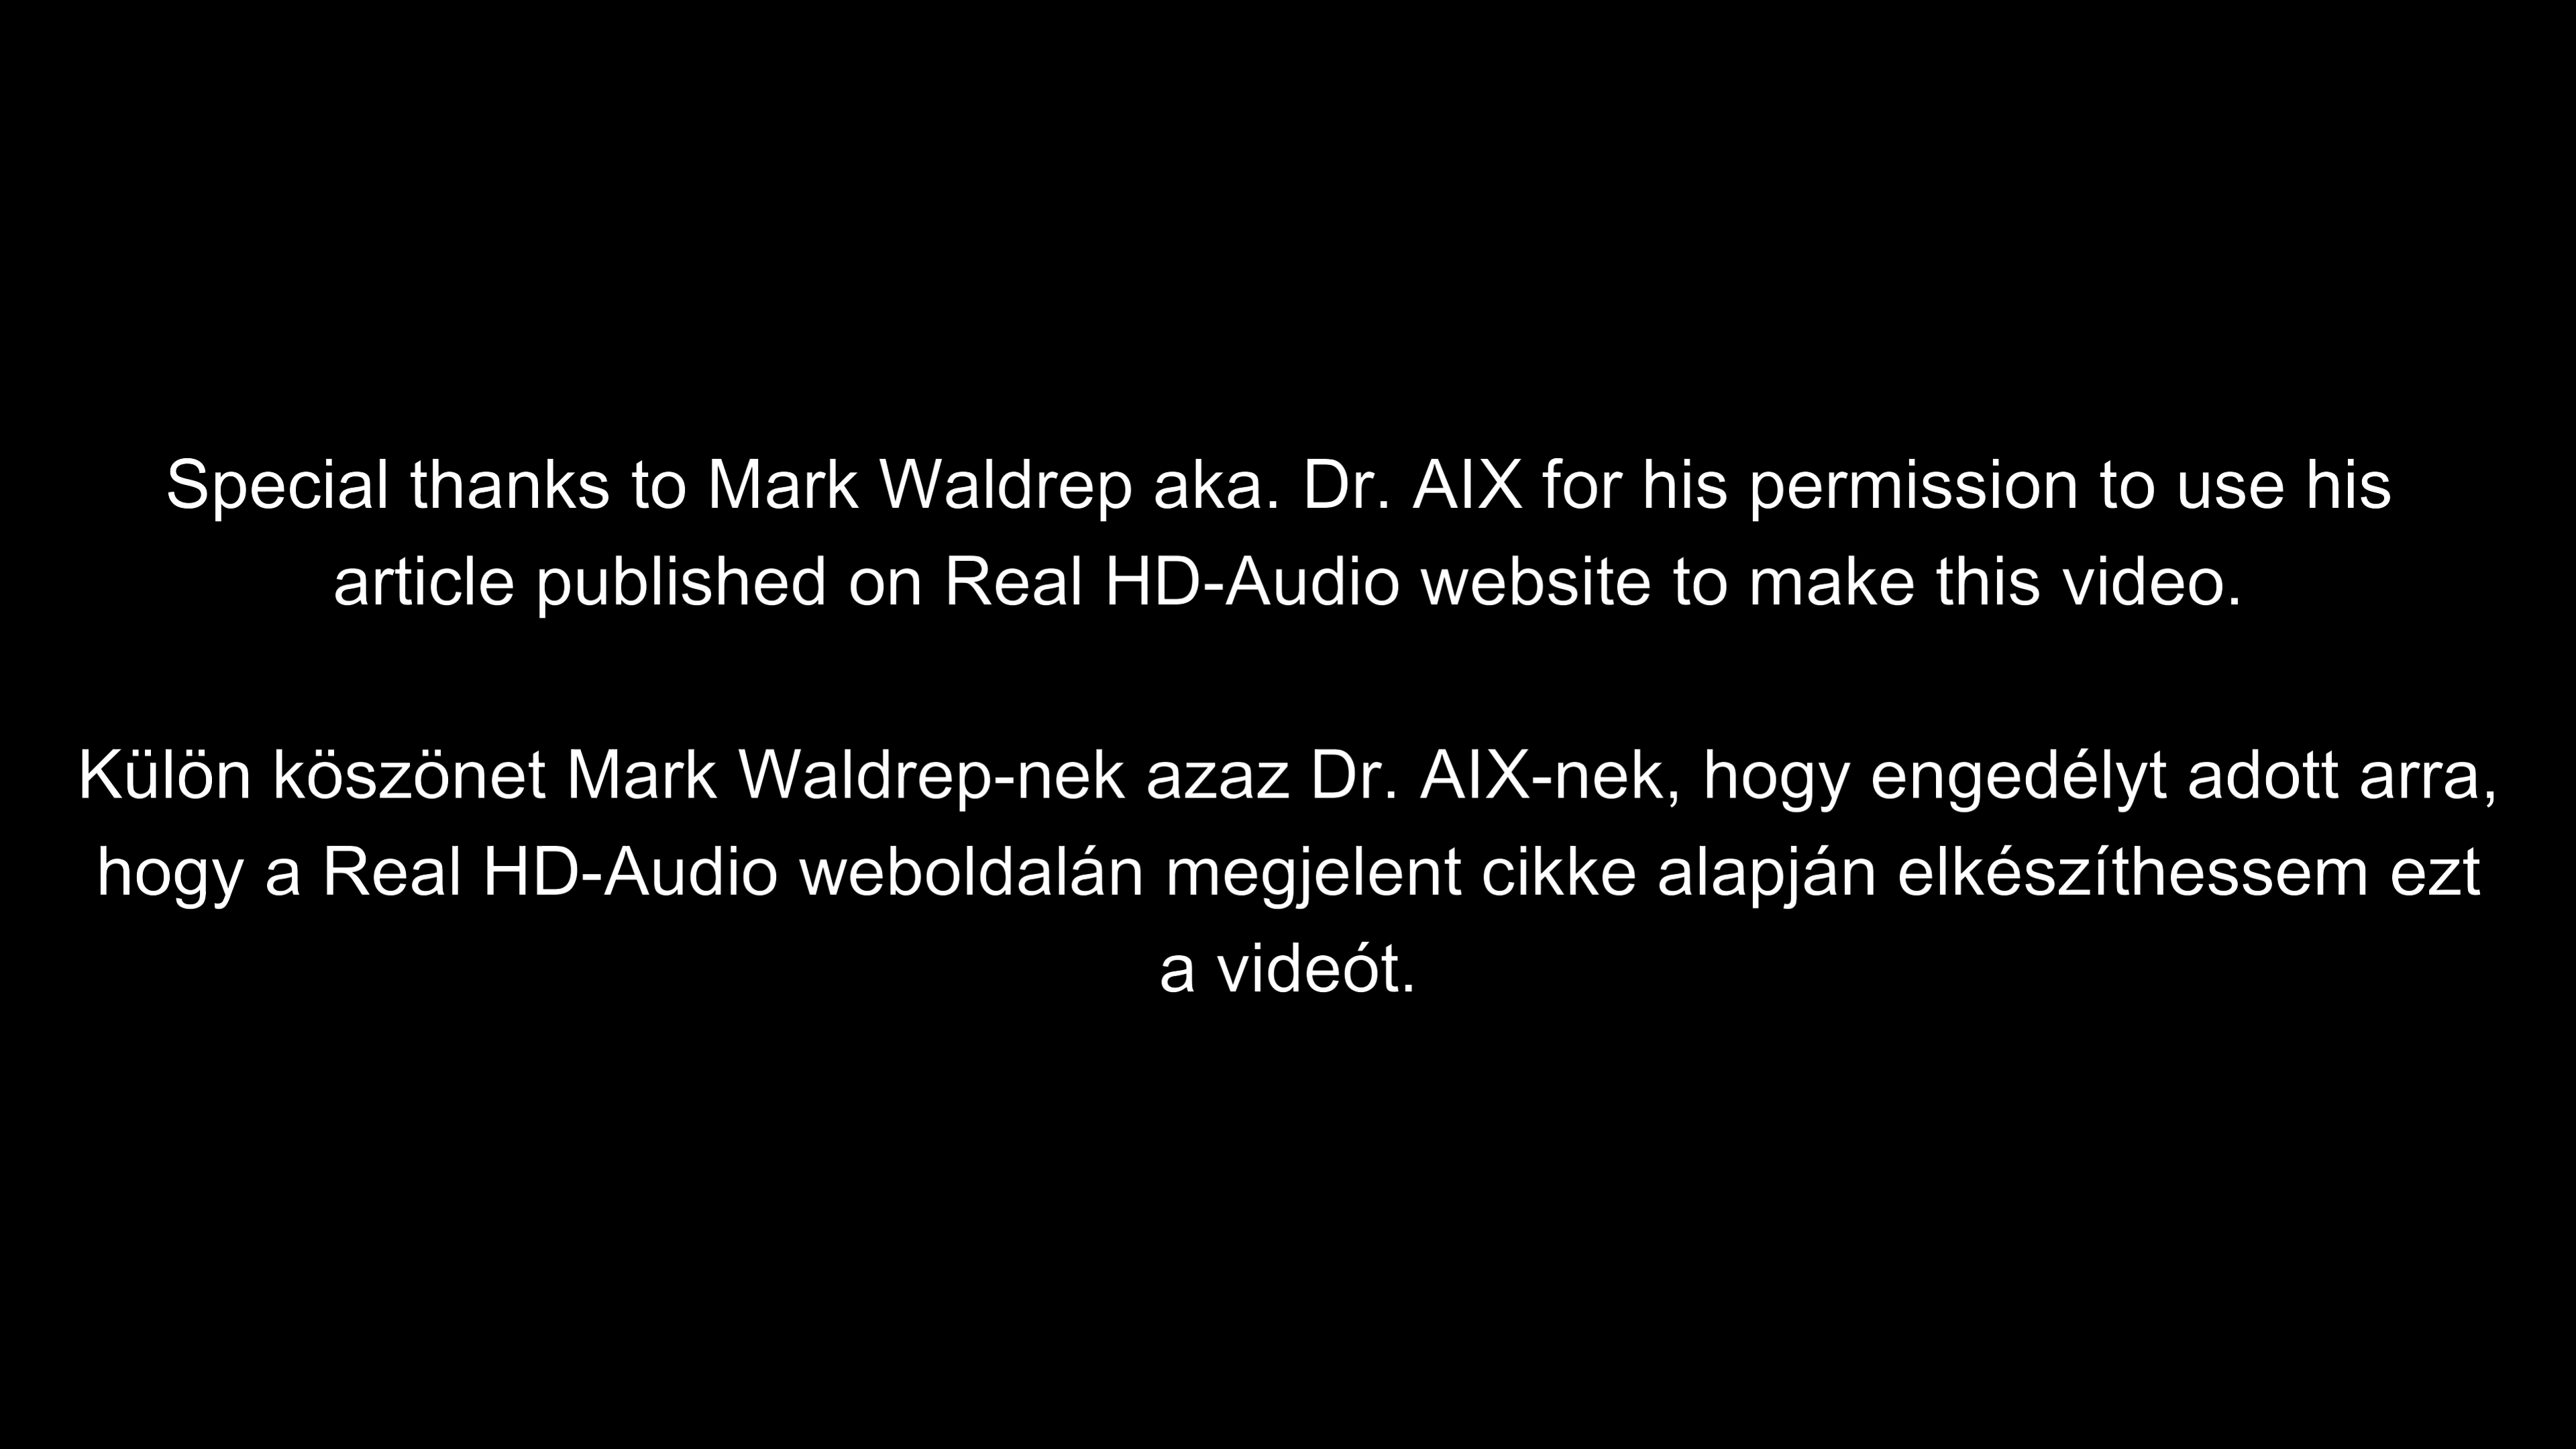 Special thanks to Mark Waldrep aka. Dr. AIX for his permission to use his
article published on Real HD-Audio website to make this video.
Külön köszönet Mark Waldrep-nek azaz Dr. AIX-nek, hogy engedélyt adott arra,
hogy a Real HD-Audio weboldalán megjelent cikke alapján elkészíthessem ezt
a videót.